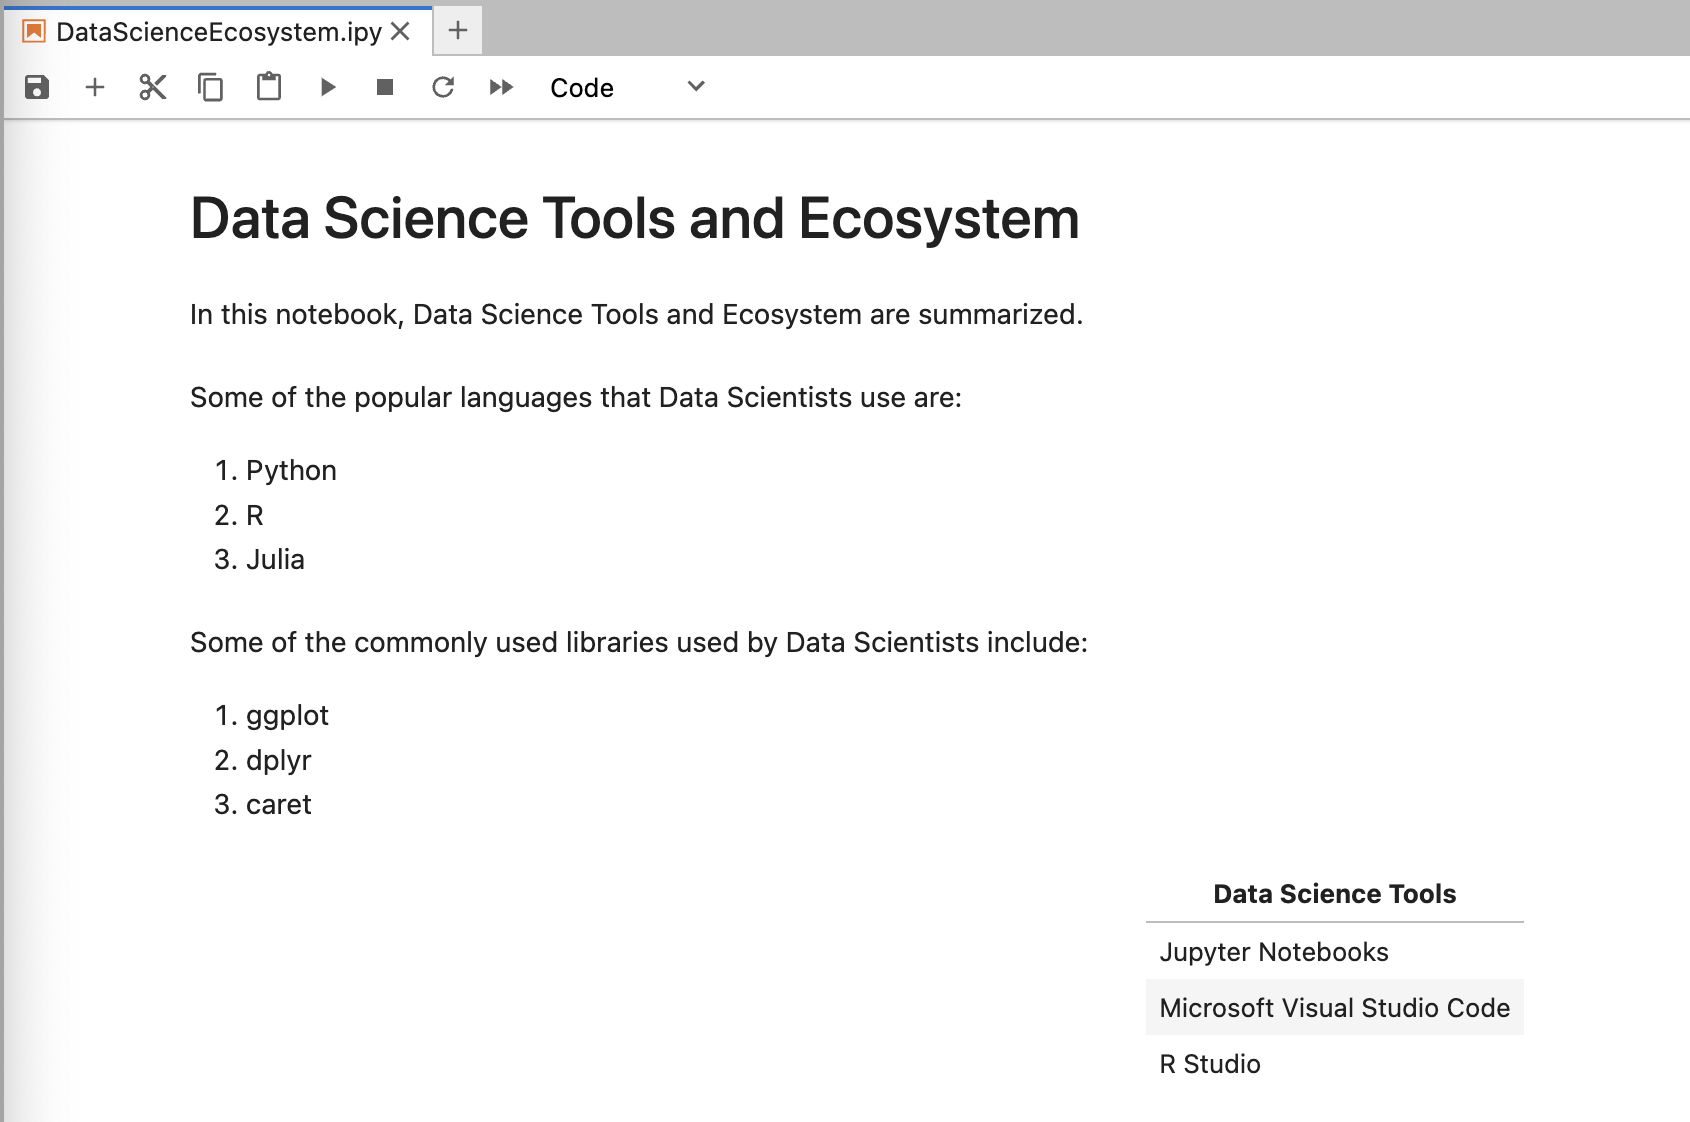 DataScienceEcosystem.ipy
Code
Data Science Tools and Ecosystem
In this notebook, Data Science Tools and Ecosystem are summarized.
Some of the popular languages that Data Scientists use are:
1. Python
2. R
3. Julia
Some of the commonly used libraries used by Data Scientists include:
1. ggplot
2. dplyr
3. caret
Data Science Tools
Jupyter Notebooks
Microsoft Visual Studio Code
R Studio